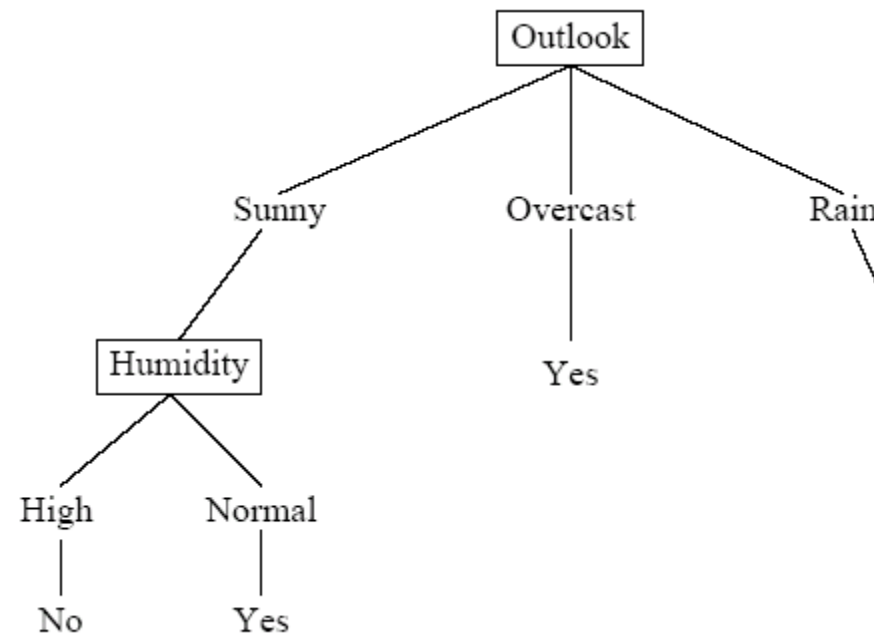 Outlook
Sunny Overcast Rain
Humidity
Yes
High Normal
No Yes